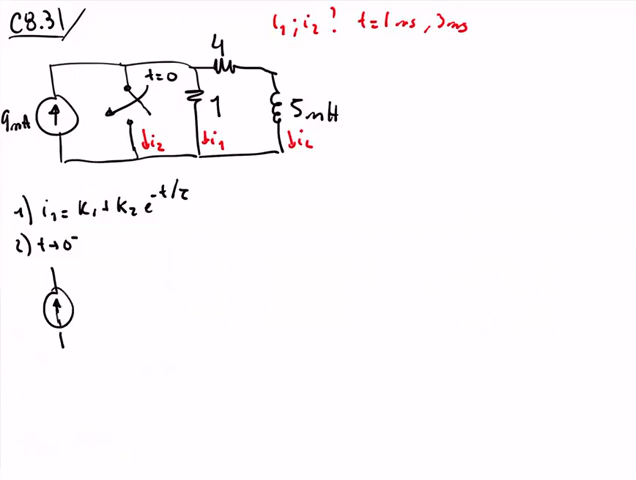 C8.31
i₁; i₂ ? t=1ms, 3ms
4
t=0
9mA
1
5mH
↓i₂
↓i₁
↓iL
1) i₁ = K₁ + K₂ e^-t/τ
2) t→0⁻